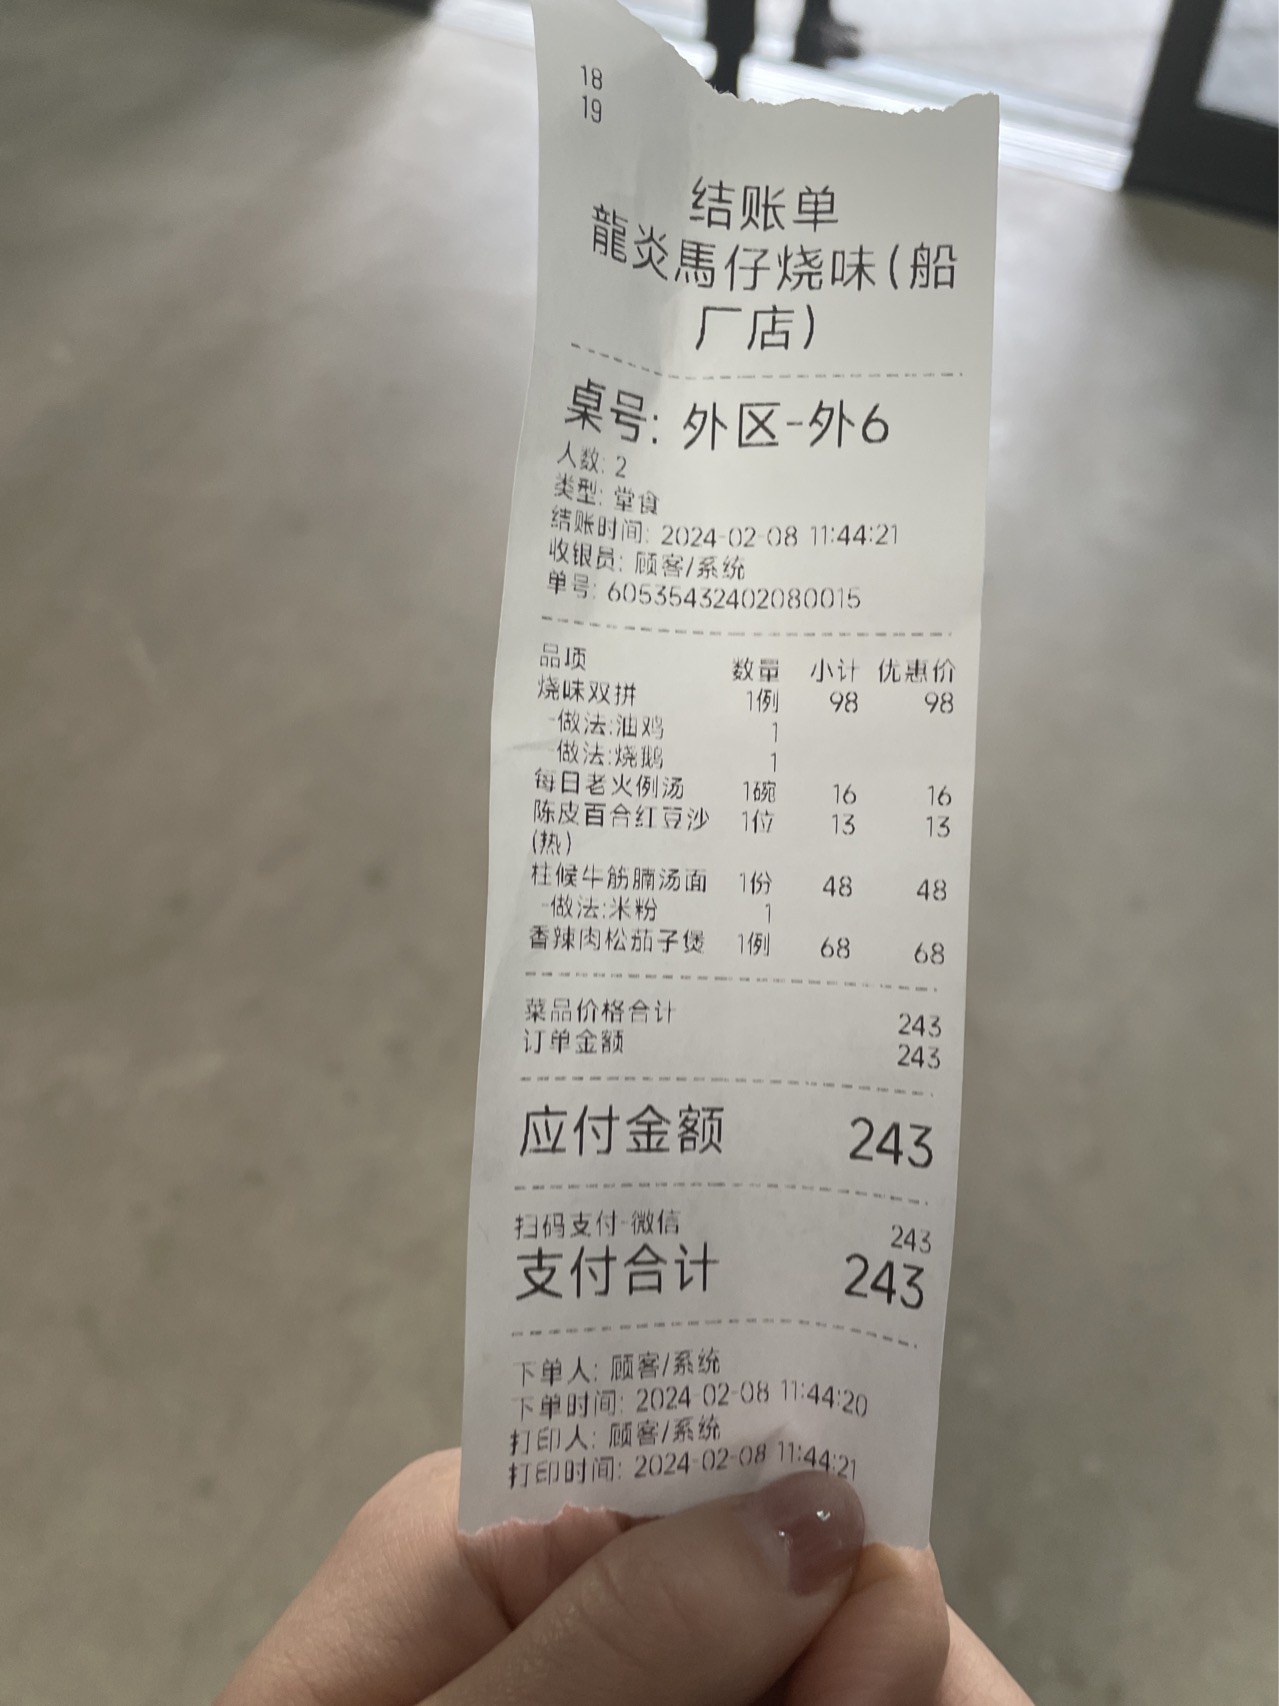 18
19
结账单
龍炎馬仔烧味(船
厂店)
桌号: 外区-外6
人数: 2
类型: 堂食
结账时间: 2024-02-08 11:44:21
收银员: 顾客/系统
单号: 60535432402080015
品项 数量 小计 优惠价
烧味双拼 1例 98 98
-做法:油鸡 1
-做法:烧鹅 1
每日老火例汤 1碗 16 16
陈皮百合红豆沙 1位 13 13
(热)
柱候牛筋腩汤面 1份 48 48
-做法:米粉 1
香辣肉松茄子煲 1例 68 68
菜品价格合计 243
订单金额 243
应付金额 243
扫码支付-微信 243
支付合计 243
下单人: 顾客/系统
下单时间: 2024-02-08 11:44:20
打印人: 顾客/系统
打印时间: 2024-02-08 11:44:21